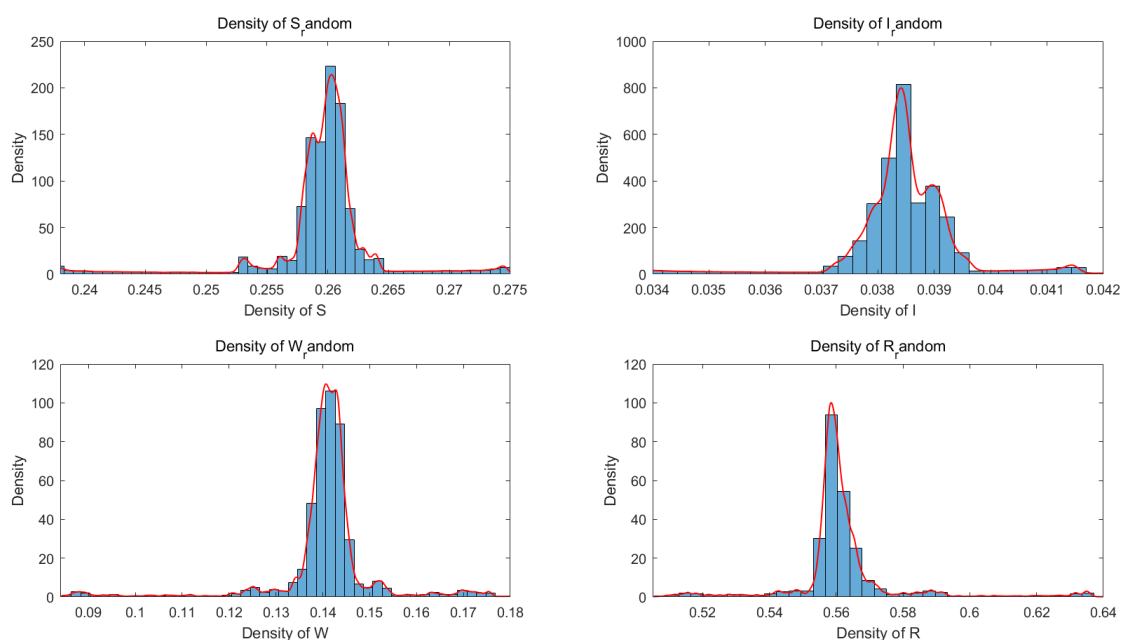 Density of S_random
250
200
150
100
50
0
Density
0.24 0.245 0.25 0.255 0.26 0.265 0.27 0.275
Density of S
Density of I_random
1000
800
600
400
200
0
Density
0.034 0.035 0.036 0.037 0.038 0.039 0.04 0.041 0.042
Density of I
Density of W_random
120
100
80
60
40
20
0
Density
0.09 0.1 0.11 0.12 0.13 0.14 0.15 0.16 0.17 0.18
Density of W
Density of R_random
120
100
80
60
40
20
0
Density
0.52 0.54 0.56 0.58 0.6 0.62 0.64
Density of R